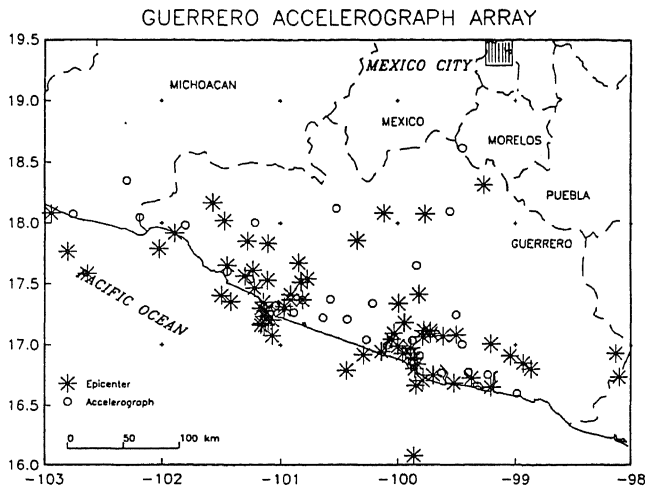 GUERRERO ACCELEROGRAPH ARRAY
19.5
MEXICO CITY
MICHOACAN
19.0
MEXICO
MORELOS
18.5
PUEBLA
18.0
GUERRERO
17.5
PACIFIC OCEAN
17.0
Epicenter
Accelerograph
16.5
0 50 100 km
16.0
-103 -102 -101 -100 -99 -98